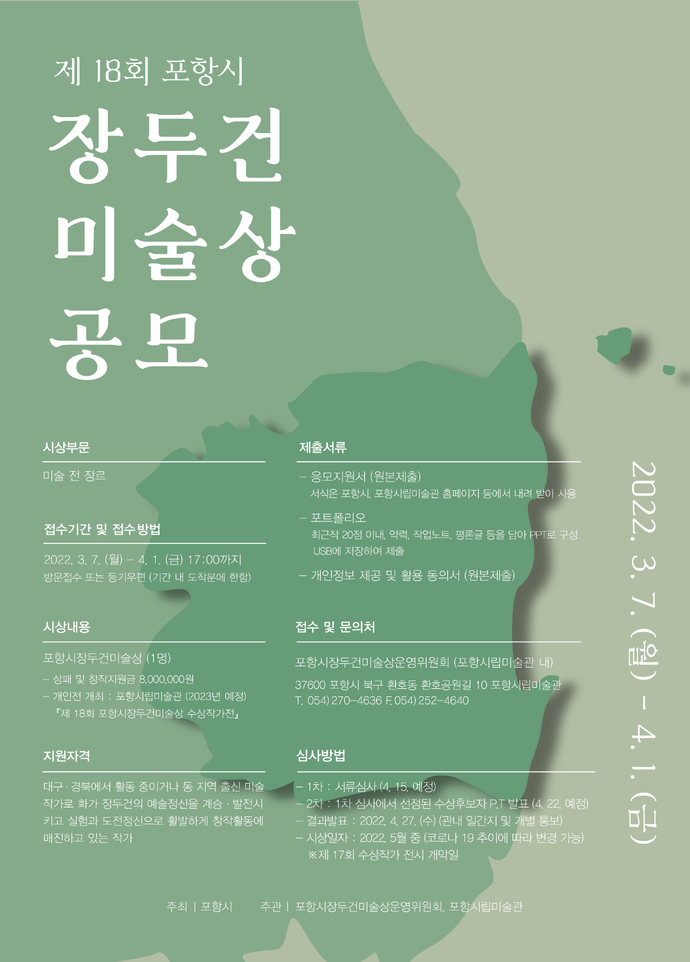 제 18회 포항시
장두건
미술상
공모
시상부문
미술 전 장르
접수기간 및 접수방법
2022. 3. 7. (월) – 4. 1. (금) 17:00까지
방문접수 또는 등기우편 (기간 내 도착분에 한함)
시상내용
포항시장두건미술상 (1명)
– 상패 및 창작지원금 8,000,000원
– 개인전 개최 : 포항시립미술관 (2023년 예정)
『제 18회 포항시장두건미술상 수상작가전』
지원자격
대구·경북에서 활동 중이거나 동 지역 출신 미술
작가로 화가 장두건의 예술정신을 계승·발전시
키고 실험과 도전정신으로 활발하게 창작활동에
매진하고 있는 작가
제출서류
– 응모지원서 (원본제출)
서식은 포항시, 포항시립미술관 홈페이지 등에서 내려 받아 사용
– 포트폴리오
최근작 20점 이내, 약력, 작업노트, 평론글 등을 담아 PPT로 구성
USB에 저장하여 제출
– 개인정보 제공 및 활용 동의서 (원본제출)
접수 및 문의처
포항시장두건미술상운영위원회 (포항시립미술관 내)
37600 포항시 북구 환호동 환호공원길 10 포항시립미술관
T. 054) 270–4636 F. 054) 252–4640
심사방법
– 1차 : 서류심사 (4. 15. 예정)
– 2차 : 1차 심사에서 선정된 수상후보자 P.T 발표 (4. 22. 예정)
– 결과발표 : 2022. 4. 27. (수) (관내 일간지 및 개별 통보)
– 시상일자 : 2022. 5월 중 (코로나 19 추이에 따라 변경 가능)
※ 제 17회 수상작가 전시 개막일
2022. 3. 7. (월) – 4. 1. (금)
주최 | 포항시 주관 | 포항시장두건미술상운영위원회, 포항시립미술관